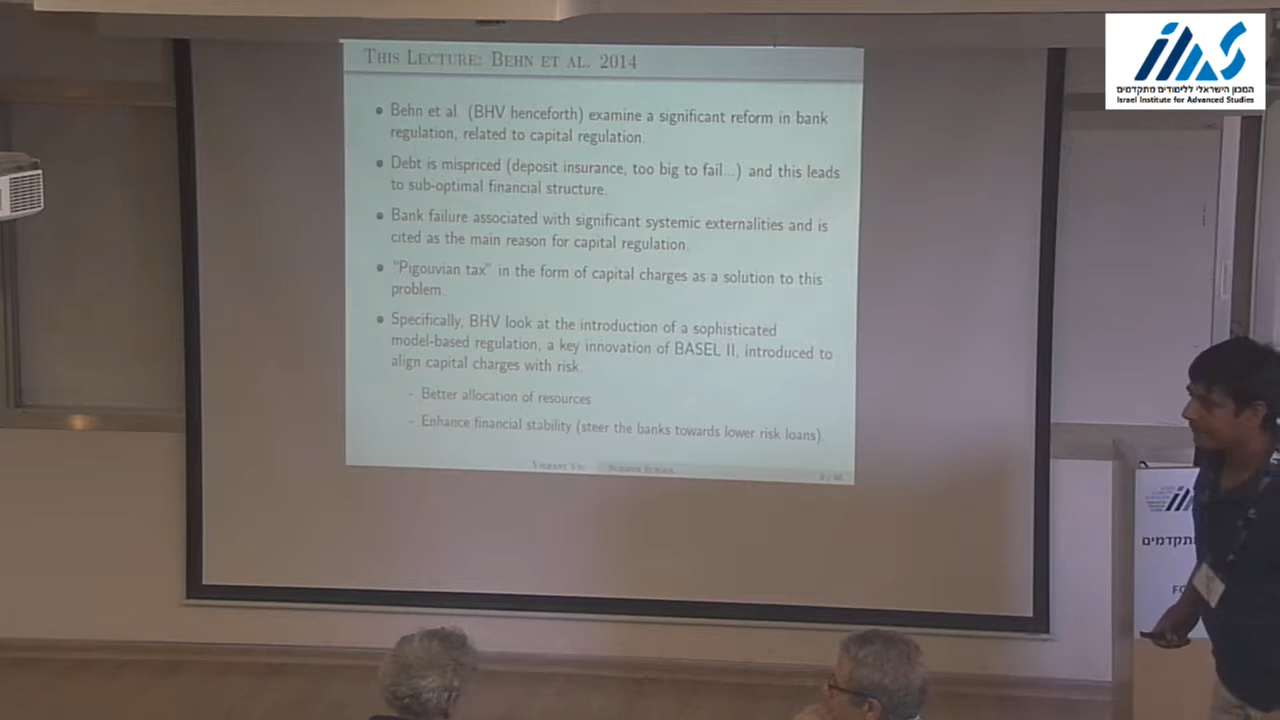 THIS LECTURE: BEHN ET AL. 2014
• Behn et al. (BHV henceforth) examine a significant reform in bank
regulation, related to capital regulation.
• Debt is mispriced (deposit insurance, too big to fail...) and this leads
to sub-optimal financial structure.
• Bank failure associated with significant systemic externalities and is
cited as the main reason for capital regulation.
• "Pigouvian tax" in the form of capital charges as a solution to this
problem.
• Specifically, BHV look at the introduction of a sophisticated
model-based regulation, a key innovation of BASEL II, introduced to
align capital charges with risk.
- Better allocation of resources
- Enhance financial stability (steer the banks towards lower risk loans).
SUMMER SCHOOL
המכון הישראלי ללימודים מתקדמים
Israel Institute for Advanced Studies
תקדמים
FO